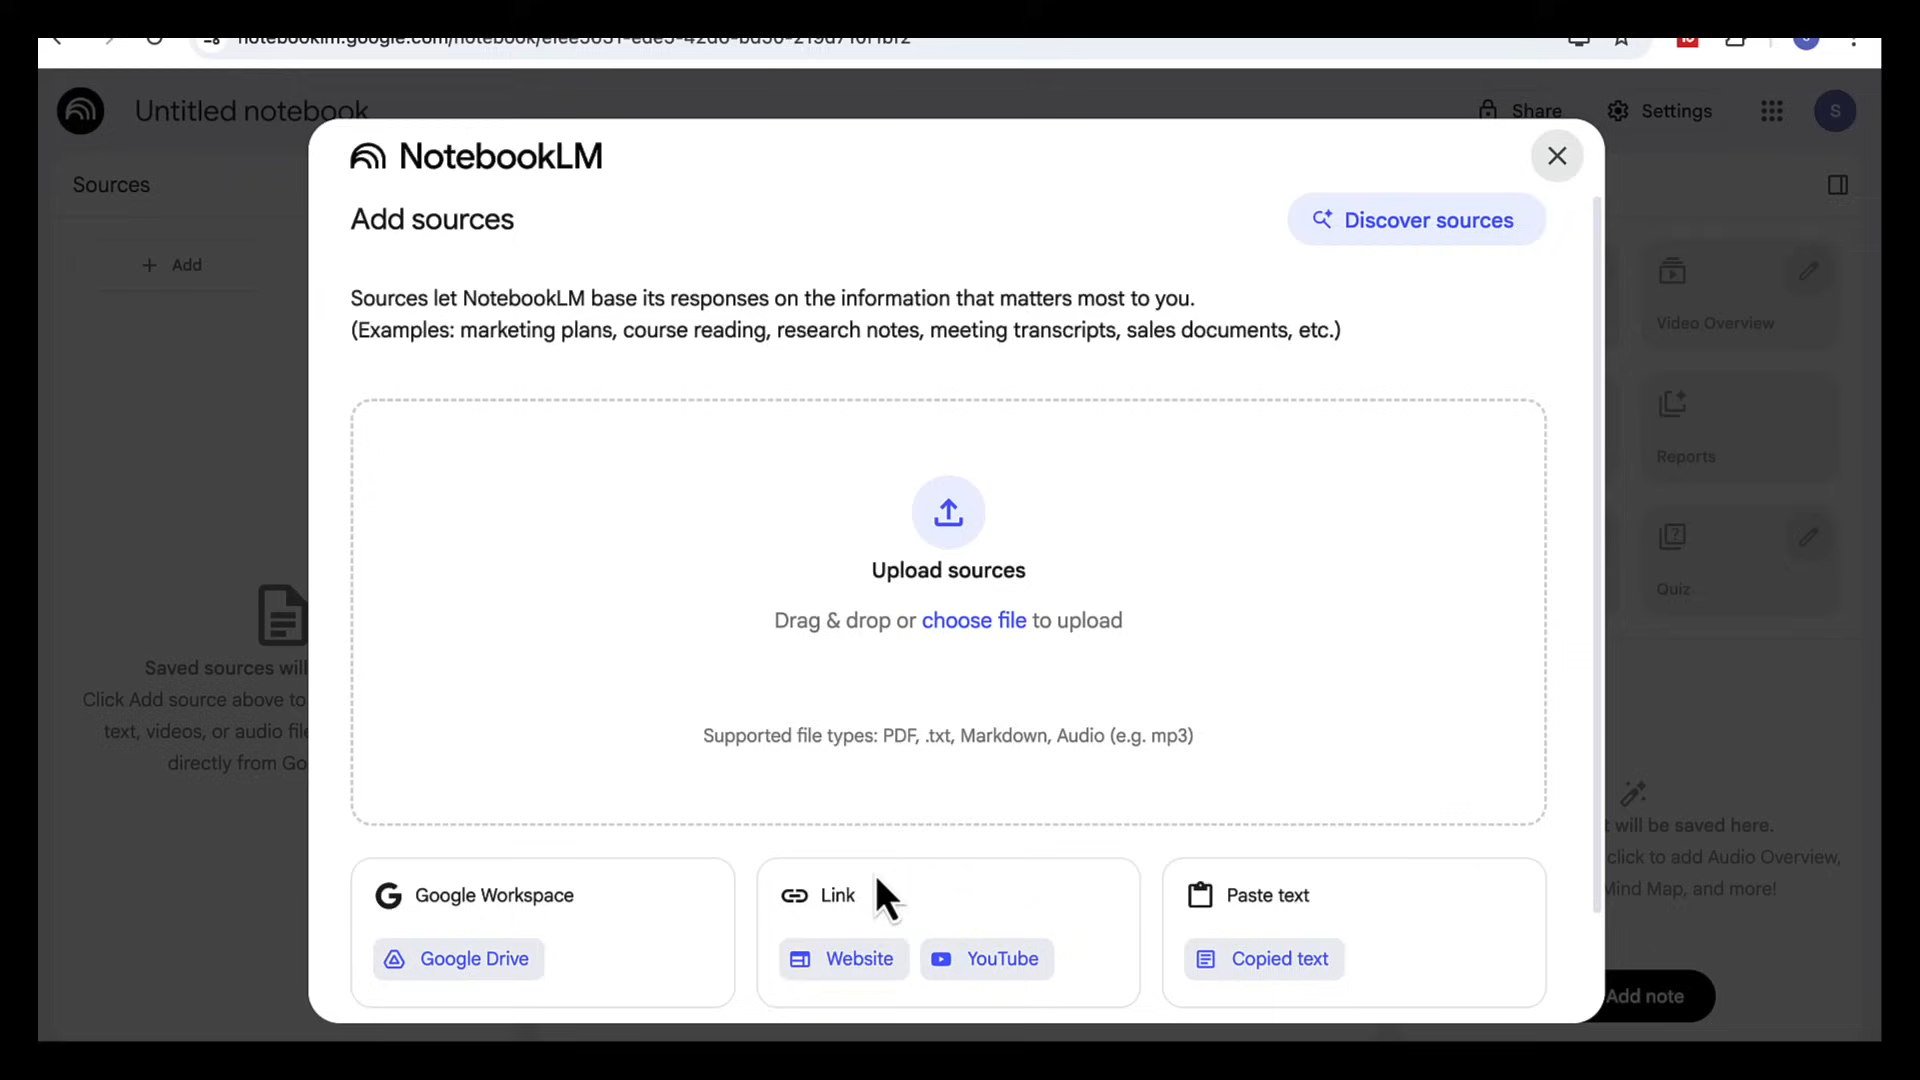 Untitled notebook
Share
Settings
S
NotebookLM
Sources
Add sources
Discover sources
+ Add
Sources let NotebookLM base its responses on the information that matters most to you.
(Examples: marketing plans, course reading, research notes, meeting transcripts, sales documents, etc.)
Video Overview
Reports
Upload sources
Quiz
Drag & drop or choose file to upload
Saved sources will
Click Add source above to
text, videos, or audio file
directly from Go
Supported file types: PDF, .txt, Markdown, Audio (e.g. mp3)
will be saved here.
click to add Audio Overview,
Mind Map, and more!
Google Workspace
Link
Paste text
Google Drive
Website
YouTube
Copied text
Add note